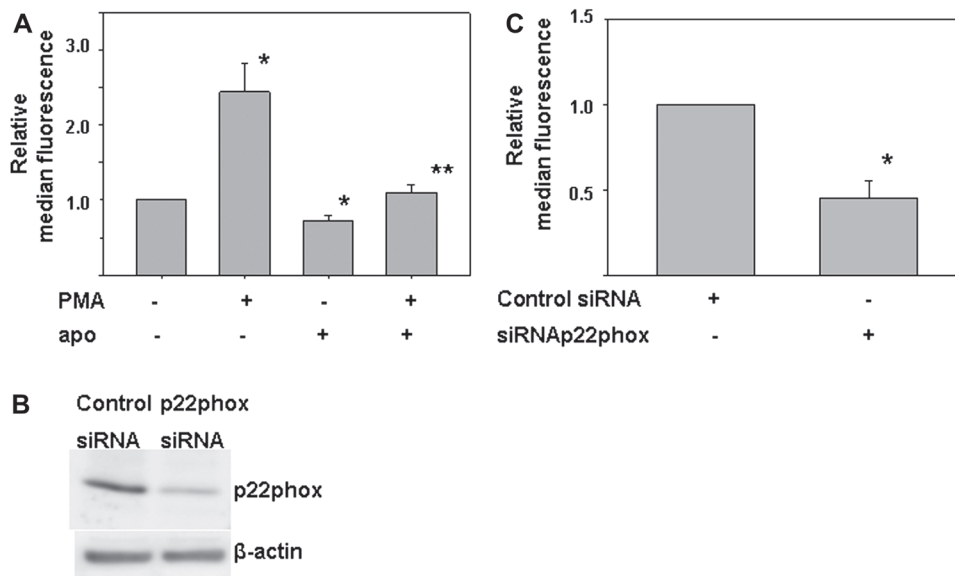 A
Relative
median fluorescence
3.0
2.0
1.0
*
*
**
PMA - + - +
apo - - + +
C
Relative
median fluorescence
1.5
1.0
0.5
*
Control siRNA + -
siRNAp22phox - +
B
Control p22phox
siRNA siRNA
p22phox
β-actin